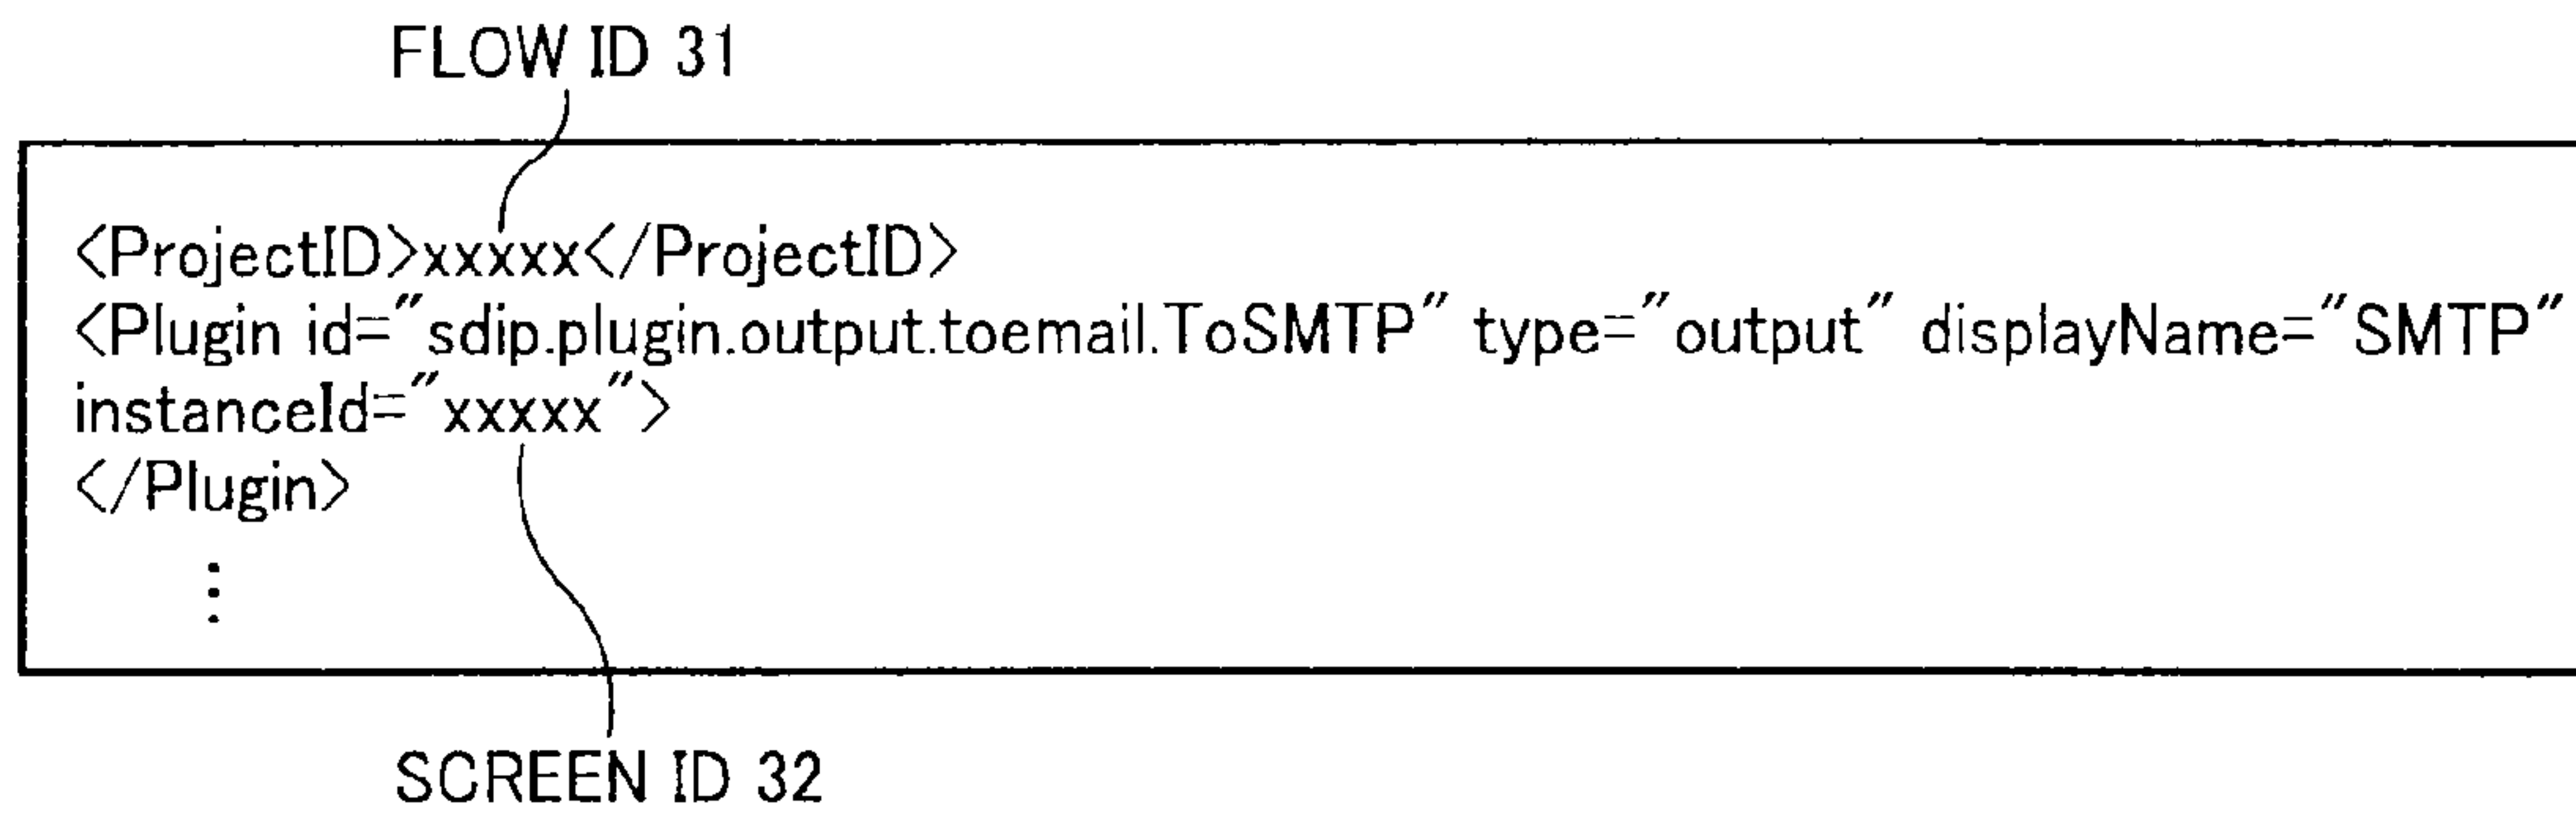 FLOW ID 31
<ProjectID>xxxxx</ProjectID>
<Plugin id="sdip.plugin.output.toemail.ToSMTP" type="output" displayName="SMTP"
instanceId="xxxxx">
</Plugin>
⋮
SCREEN ID 32